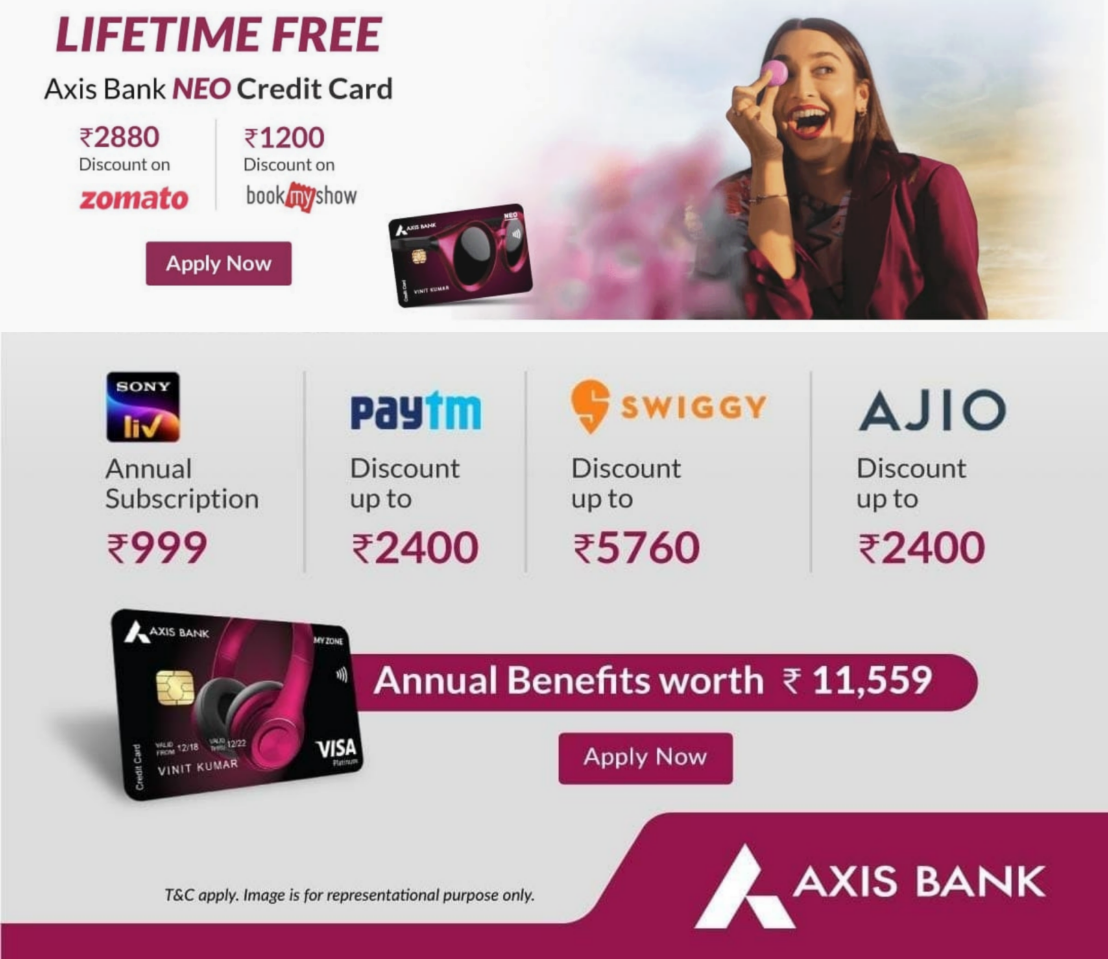 LIFETIME FREE
Axis Bank NEO Credit Card
₹2880
Discount on
zomato
₹1200
Discount on
book my show
Apply Now
AXIS BANK
NEO
Credit Card
VINIT KUMAR
SONY
liv
Annual
Subscription
₹999
paytm
Discount
up to
₹2400
SWIGGY
Discount
up to
₹5760
AJIO
Discount
up to
₹2400
AXIS BANK
MY ZONE
VALID FROM 12/18 VALID THRU 12/22
VINIT KUMAR
Credit Card
VISA
Platinum
Annual Benefits worth ₹ 11,559
Apply Now
T&C apply. Image is for representational purpose only.
AXIS BANK